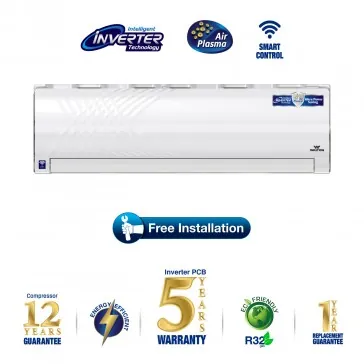 Intelligent
INVERTER
Technology
Air
Plasma
SMART
CONTROL
WALTON
Free Installation
Compressor
12
YEARS
GUARANTEE
ENERGY EFFICIENT
Inverter PCB
5 YEARS
WARRANTY
ECO FRIENDLY
R32
1 YEAR
REPLACEMENT
GUARANTEE